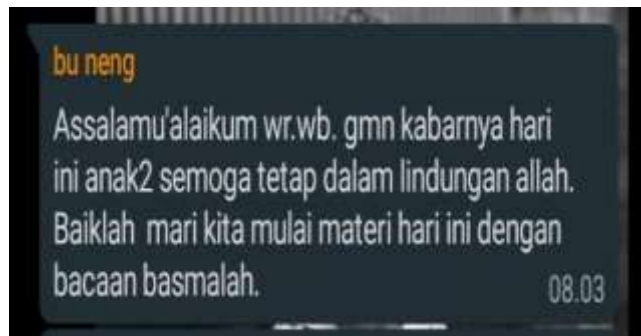 bu neng
Assalamu'alaikum wr.wb. gmn kabarnya hari
ini anak2 semoga tetap dalam lindungan allah.
Baiklah mari kita mulai materi hari ini dengan
bacaan basmalah.
08.03